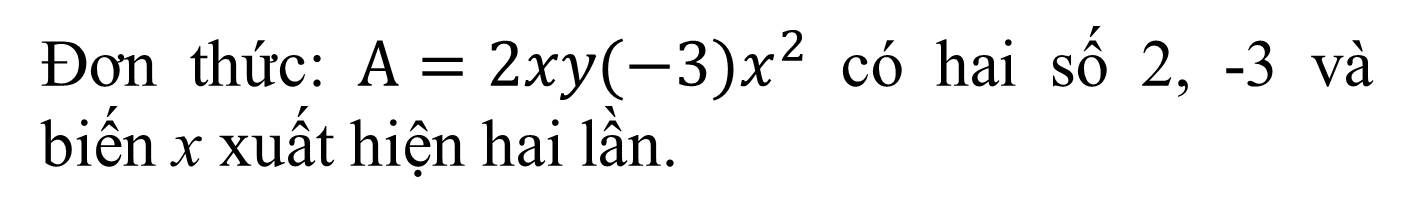 Đơn thức: A = 2𝑥𝑦(−3)𝑥² có hai số 2, -3 và
biến x xuất hiện hai lần.